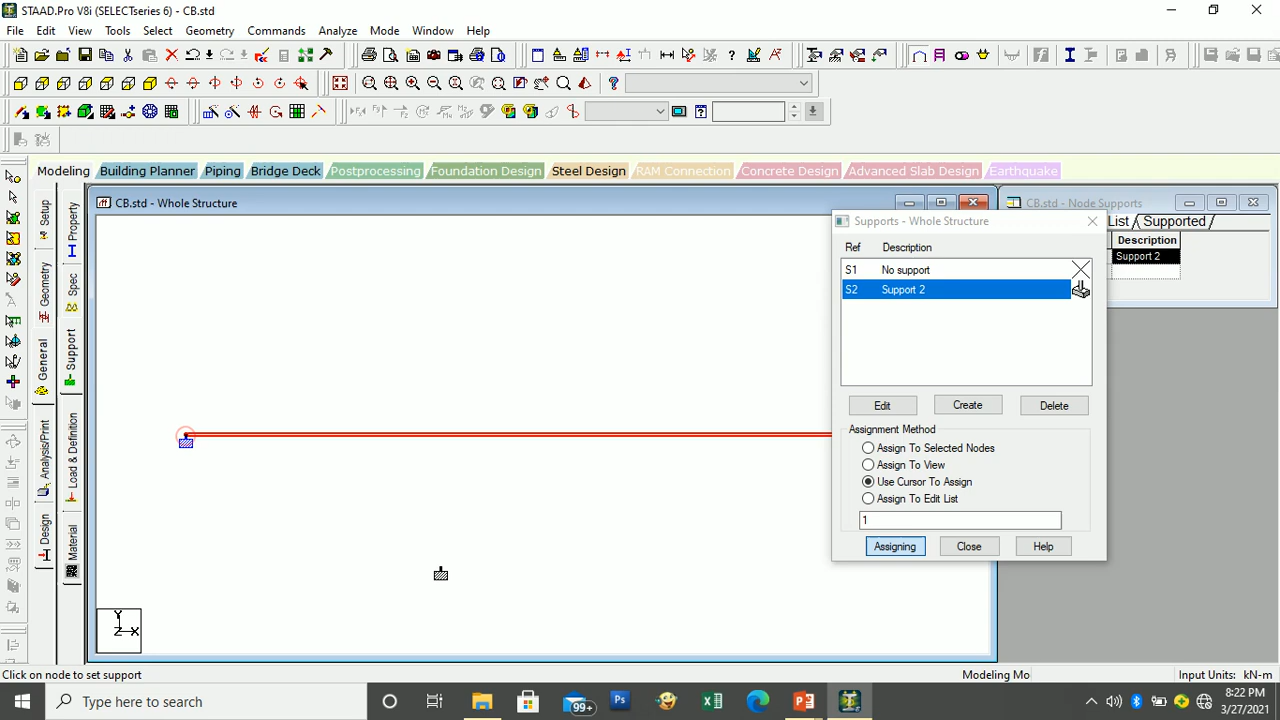 STAAD.Pro V8i (SELECTseries 6) - CB.std
File Edit View Tools Select Geometry Commands Analyze Mode Window Help
Modeling Building Planner Piping Bridge Deck Postprocessing Foundation Design Steel Design RAM Connection Concrete Design Advanced Slab Design Earthquake
CB.std - Whole Structure
CB.std - Node Supports
Setup
Geometry
General
Analysis/Print
Design
Property
Spec
Support
Load & Definition
Material
Supports - Whole Structure
Ref Description
S1 No support
S2 Support 2
Edit Create Delete
Assignment Method
Assign To Selected Nodes
Assign To View
Use Cursor To Assign
Assign To Edit List
1
Assigning Close Help
List Supported
Description
Support 2
Y
Z X
Click on node to set support
Modeling Mo
Input Units: kN-m
Type here to search
99+
8:22 PM
3/27/2021